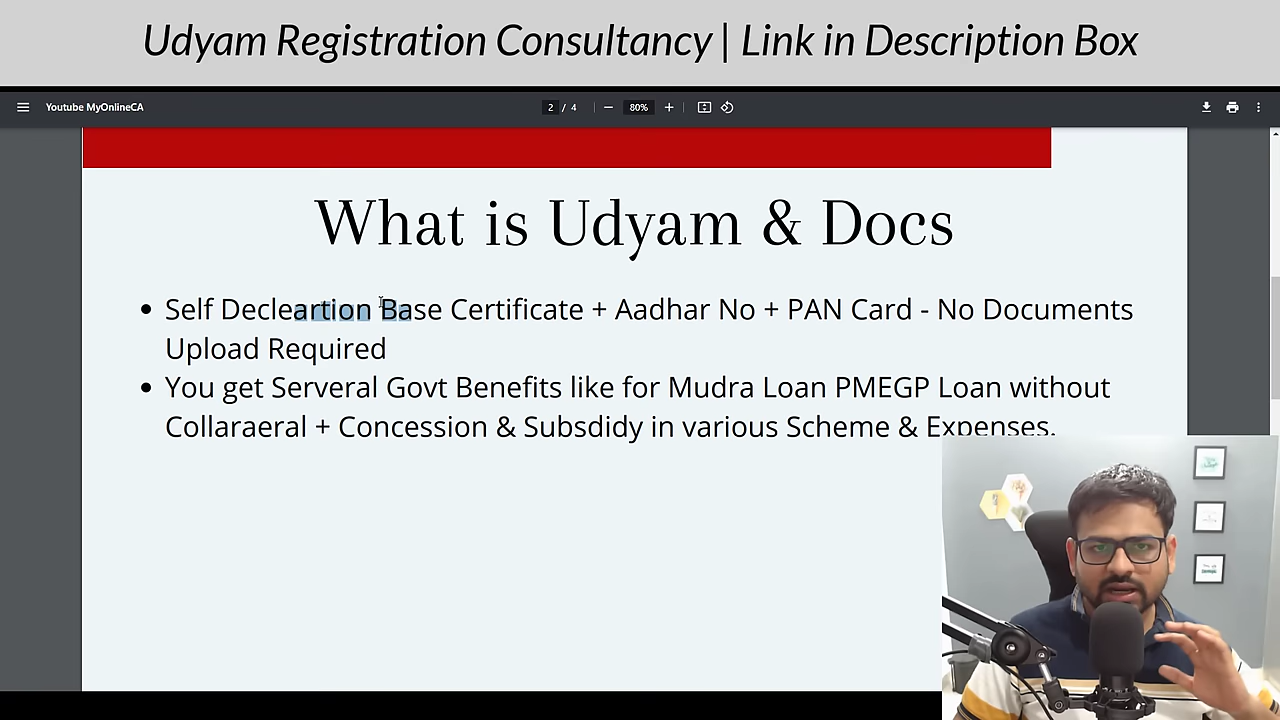 Udyam Registration Consultancy | Link in Description Box
Youtube MyOnlineCA
2 / 4
80%
What is Udyam & Docs
• Self Decleartion Base Certificate + Aadhar No + PAN Card - No Documents
Upload Required
• You get Serveral Govt Benefits like for Mudra Loan PMEGP Loan without
Collaraeral + Concession & Subsdidy in various Scheme & Expenses.